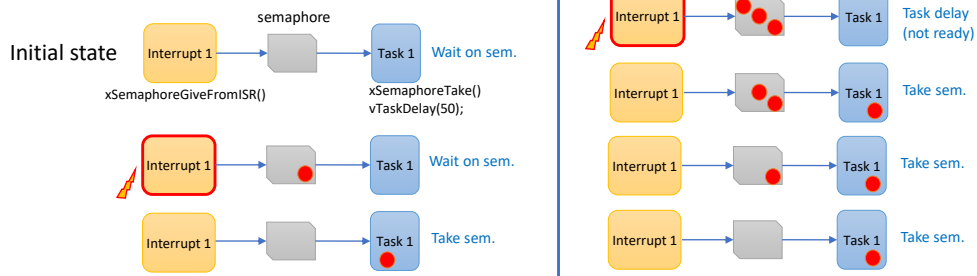 semaphore
Initial state
Interrupt 1
Task 1
Wait on sem.
xSemaphoreGiveFromISR()
xSemaphoreTake()
vTaskDelay(50);
Interrupt 1
Task 1
Wait on sem.
Interrupt 1
Task 1
Take sem.
Interrupt 1
Task 1
Task delay
(not ready)
Interrupt 1
Task 1
Take sem.
Interrupt 1
Task 1
Take sem.
Interrupt 1
Task 1
Take sem.